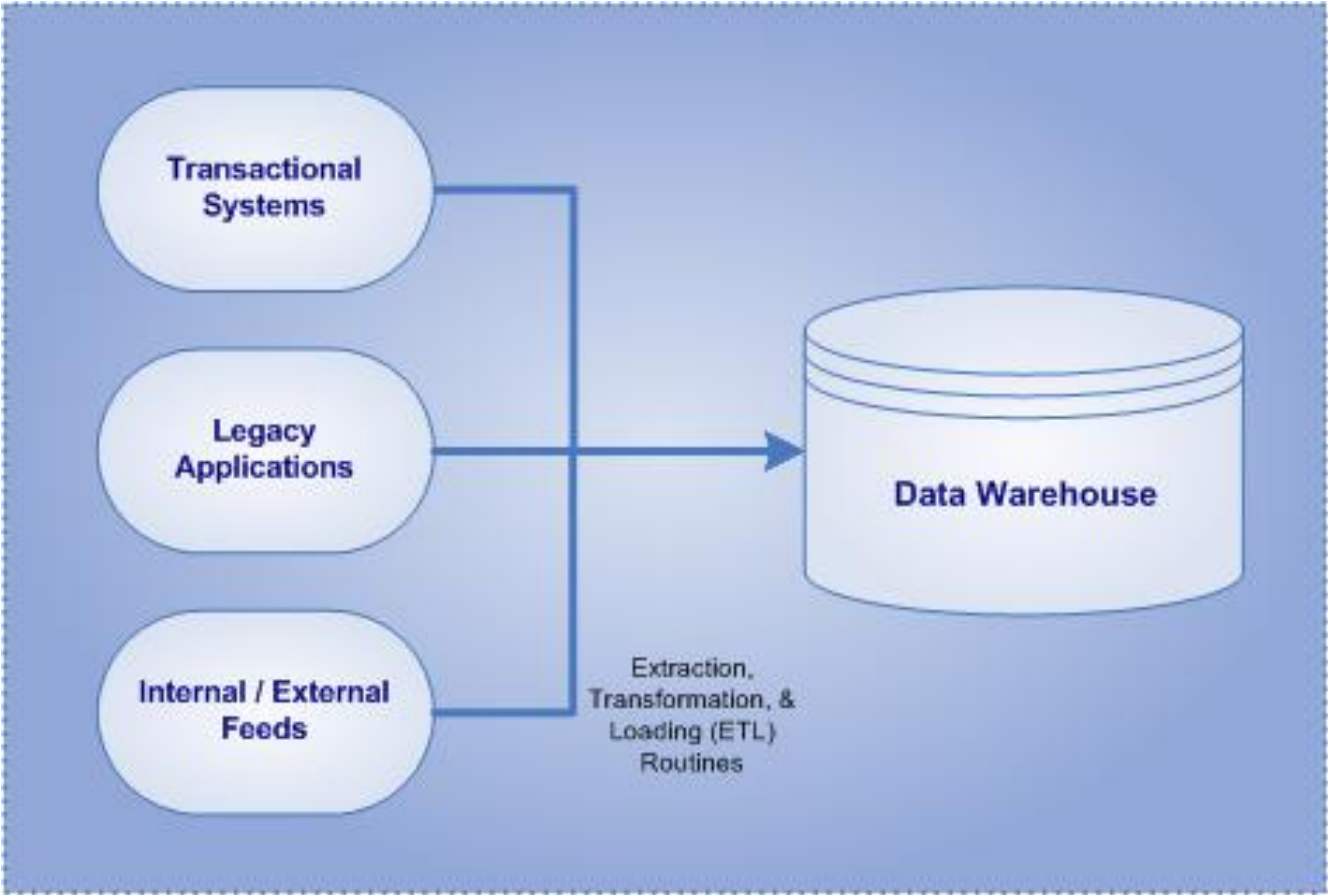 Transactional
Systems
Legacy
Applications
Data Warehouse
Internal / External
Feeds
Extraction,
Transformation, &
Loading (ETL)
Routines